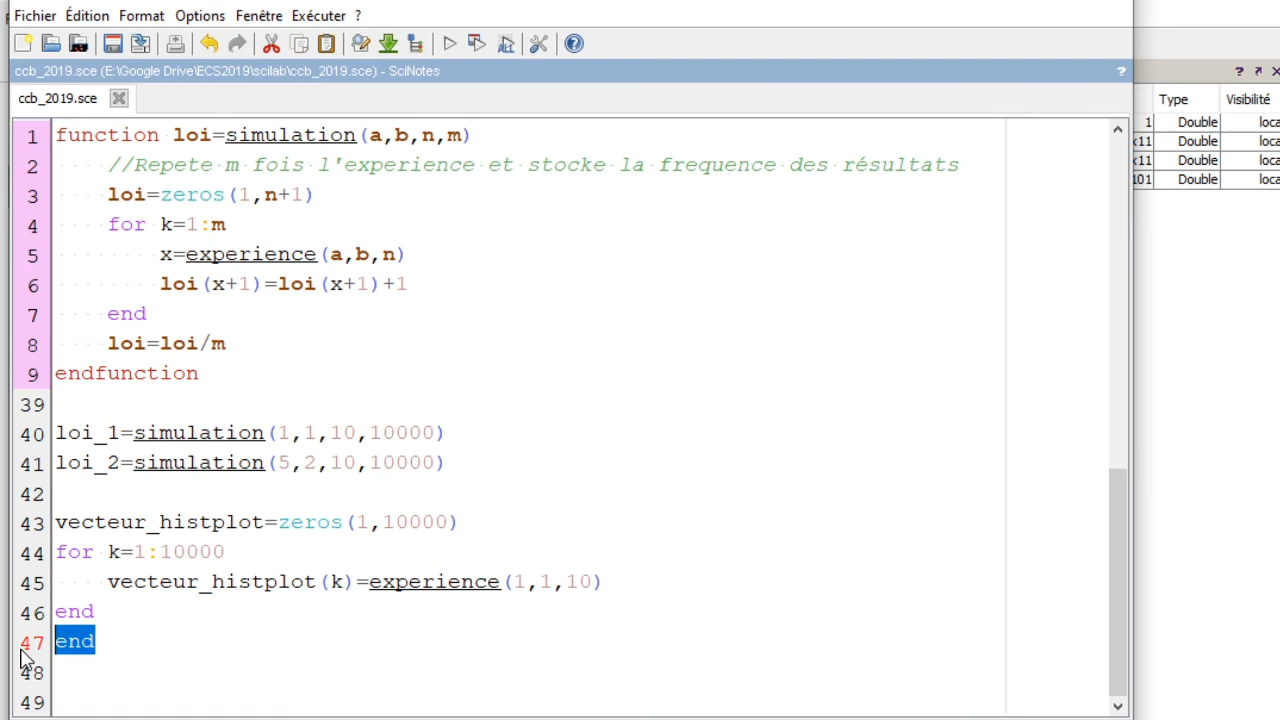 Fichier Édition Format Options Fenêtre Exécuter ?
ccb_2019.sce (E:\Google Drive\ECS2019\scilab\ccb_2019.sce) - SciNotes ? ?
ccb_2019.sce Type Visibilité
1 function loi=simulation(a,b,n,m)
2 //Repete m fois l'experience et stocke la frequence des résultats
3 loi=zeros(1,n+1)
4 for k=1:m
5 x=experience(a,b,n)
6 loi(x+1)=loi(x+1)+1
7 end
8 loi=loi/m
9 endfunction
39
40 loi_1=simulation(1,1,10,10000)
41 loi_2=simulation(5,2,10,10000)
42
43 vecteur_histplot=zeros(1,10000)
44 for k=1:10000
45 vecteur_histplot(k)=experience(1,1,10)
46 end
47 end
48
49
1 Double loca
x11 Double loca
x11 Double loca
101 Double loca